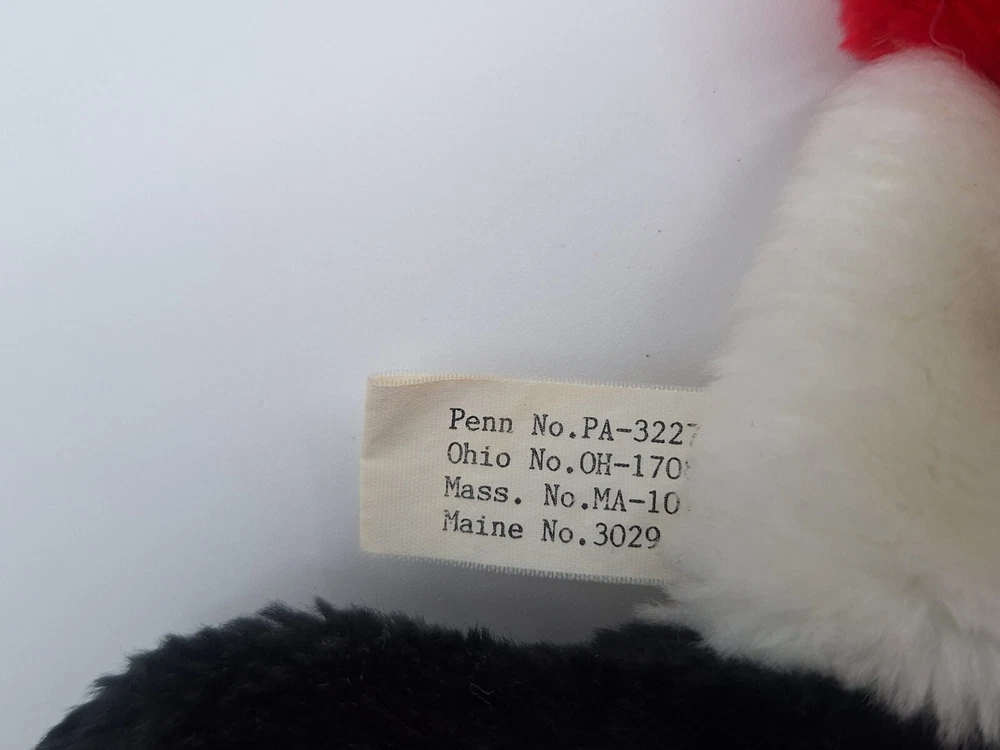 Penn No.PA-3227
Ohio No.OH-170
Mass. No.MA-10
Maine No.3029